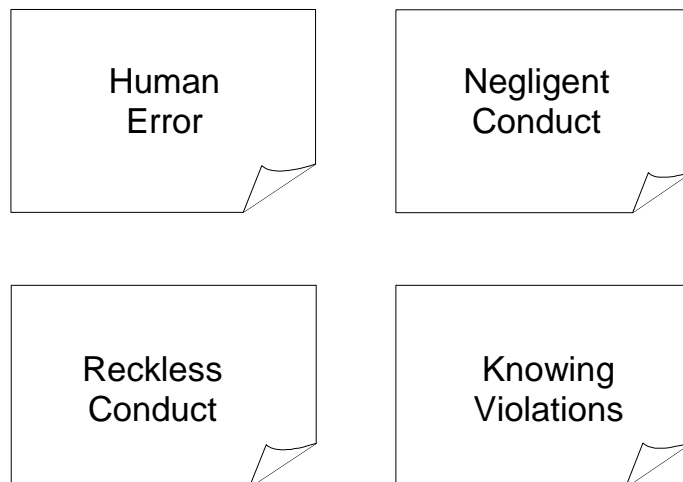 Human
Error
Negligent
Conduct
Reckless
Conduct
Knowing
Violations